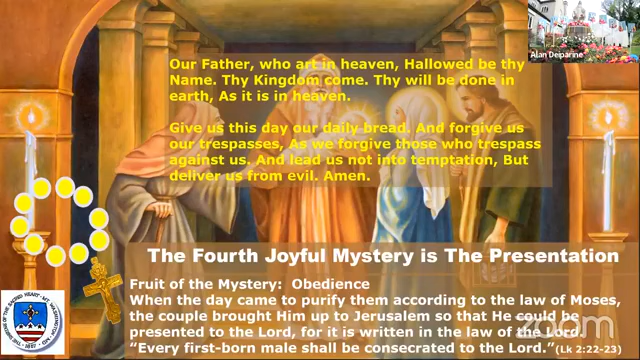 Alan Deiparine
Our Father, who art in heaven, Hallowed be thy
Name. Thy Kingdom come. Thy will be done in
earth, As it is in heaven.
Give us this day our daily bread. And forgive us
our trespasses, As we forgive those who trespass
against us. And lead us not into temptation, But
deliver us from evil. Amen.
The Fourth Joyful Mystery is The Presentation
Fruit of the Mystery: Obedience
When the day came to purify them according to the law of Moses,
the couple brought Him up to Jerusalem so that He could be
presented to the Lord, for it is written in the law of the Lord.
“Every first-born male shall be consecrated to the Lord.”(Lk 2:22-23)
zoom